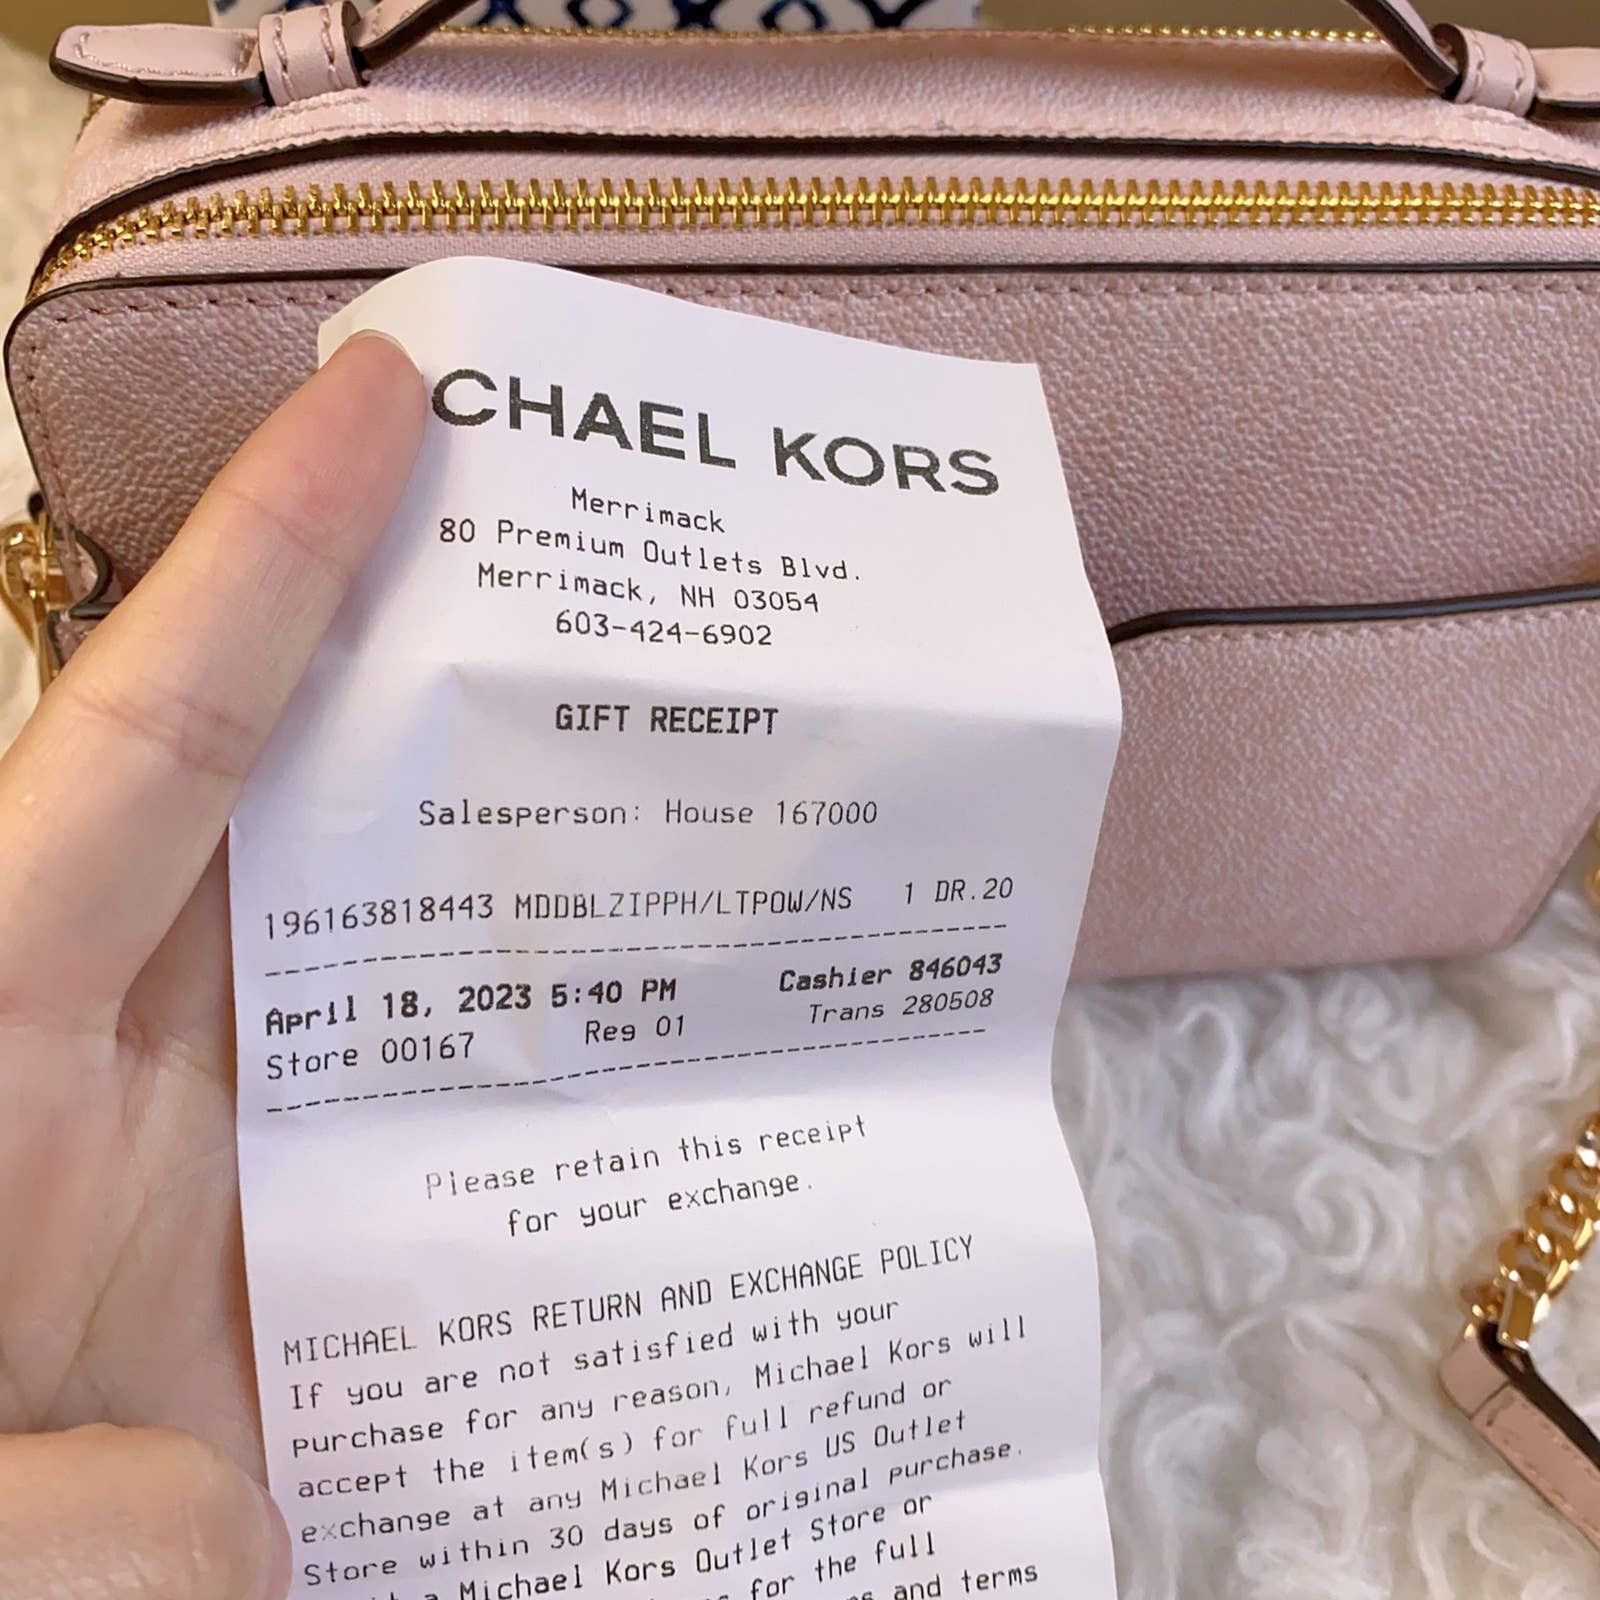 CHAEL KORS
Merrimack
80 Premium Outlets Blvd.
Merrimack, NH 03054
603-424-6902
GIFT RECEIPT
Salesperson: House 167000
196163818443 MDDBLZIPPH/LTPOW/NS 1 DR.20
April 18, 2023 5:40 PM Cashier 846043
Store 00167 Reg 01 Trans 280508
Please retain this receipt
for your exchange.
MICHAEL KORS RETURN AND EXCHANGE POLICY
If you are not satisfied with your
purchase for any reason, Michael Kors will
accept the item(s) for full refund or
exchange at any Michael Kors US Outlet
Store within 30 days of original purchase.
a Michael Kors Outlet Store or
for the full
and terms